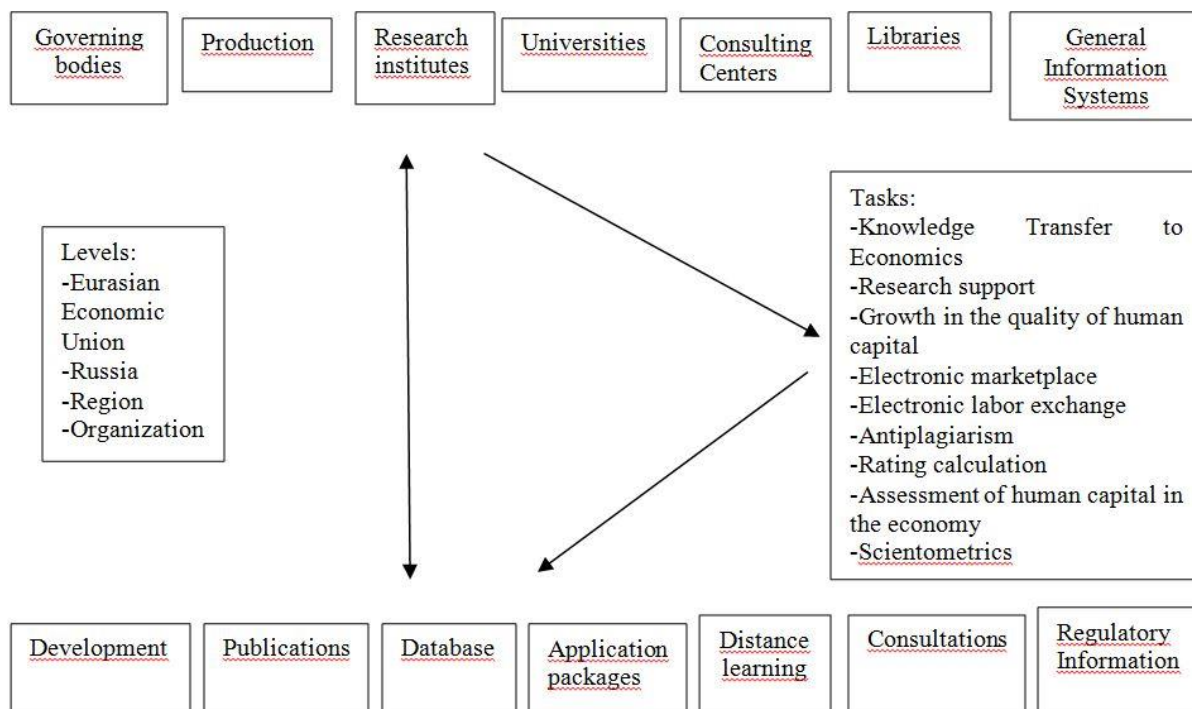 Governing
bodies
Production
Research
institutes
Universities
Consulting
Centers
Libraries
General
Information
Systems
Levels:
-Eurasian
Economic
Union
-Russia
-Region
-Organization
Tasks:
-Knowledge Transfer to
Economics
-Research support
-Growth in the quality of human
capital
-Electronic marketplace
-Electronic labor exchange
-Antiplagiarism
-Rating calculation
-Assessment of human capital in
the economy
-Scientometrics
Development
Publications
Database
Application
packages
Distance
learning
Consultations
Regulatory
Information